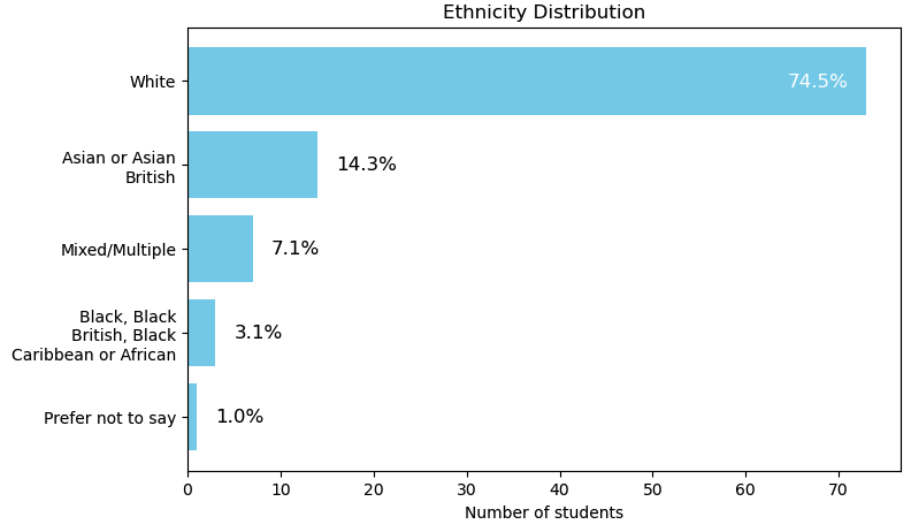 Ethnicity Distribution
White
74.5%
Asian or Asian
British
14.3%
Mixed/Multiple
7.1%
Black, Black
British, Black
Caribbean or African
3.1%
Prefer not to say
1.0%
0 10 20 30 40 50 60 70
Number of students